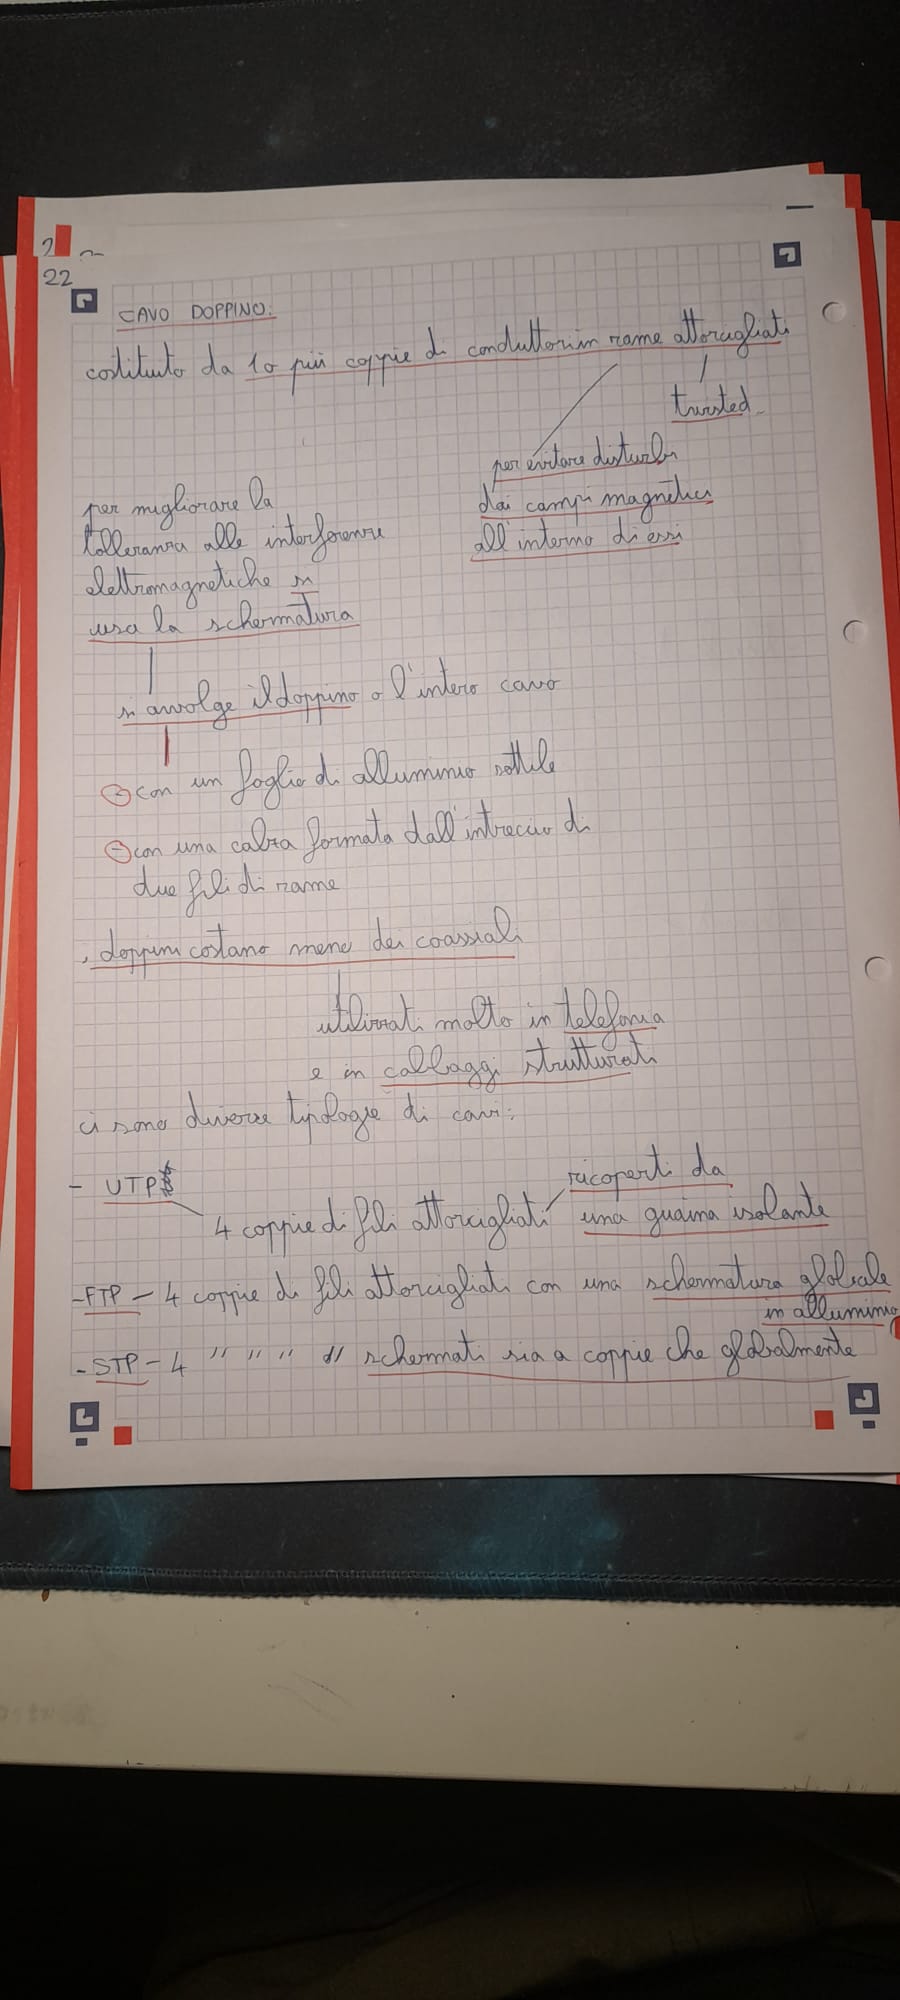 22
CAVO DOPPINO:
costituito da 1 o più coppie di conduttori in rame attorcigliati
twisted
per evitare disturbi
dai campi magnetici
all'interno di essi
per migliorare la
tolleranza alle interferenze
elettromagnetiche si
usa la schermatura
si avvolge il doppino o l'intero cavo
con un foglio di alluminio sottile
con una calza formata dall'intreccio di
due fili di rame
i doppini costano meno dei coassiali
utilizzati molto in telefonia
e in cablaggi strutturati
ci sono diverse tipologie di cavi:
- UTP
4 coppie di fili attorcigliati ricoperti da
una guaina isolante
- FTP - 4 coppie di fili attorcigliati con una schermatura globale
in alluminio
- STP - 4 " " " " schermati sia a coppie che globalmente